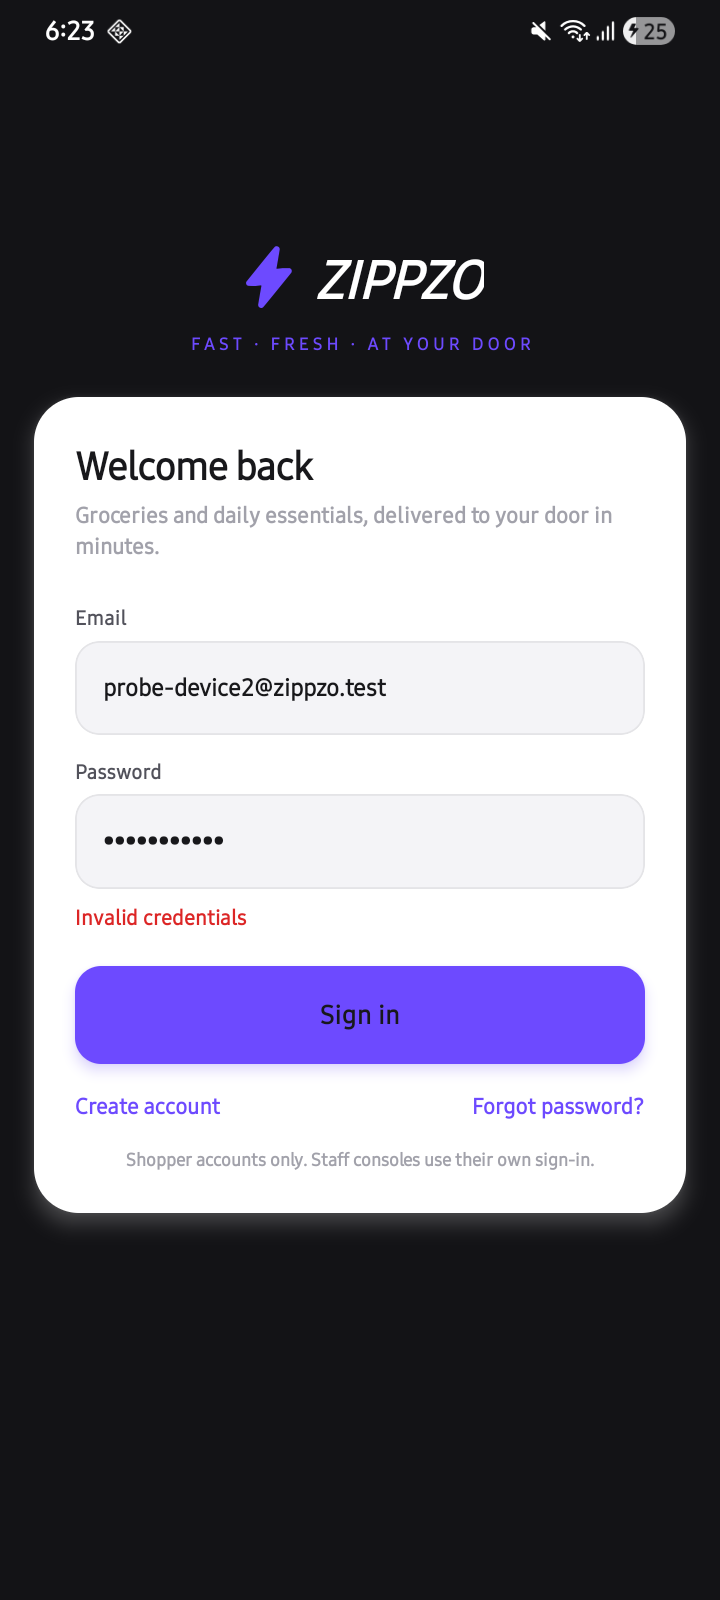 6:23
25
ZIPPZO
FAST · FRESH · AT YOUR DOOR
Welcome back
Groceries and daily essentials, delivered to your door in
minutes.
Email
probe-device2@zippzo.test
Password
•••••••••••
Invalid credentials
Sign in
Create account
Forgot password?
Shopper accounts only. Staff consoles use their own sign-in.